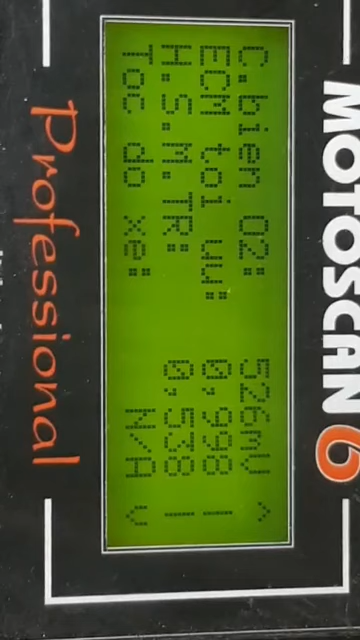 MOTOSCAN 6
C.bien O2: 526mV ^
ECM toi uu: 0.998 |
H.S.M.TR: 0.538 |
Toc do xe: N/A v
Professional